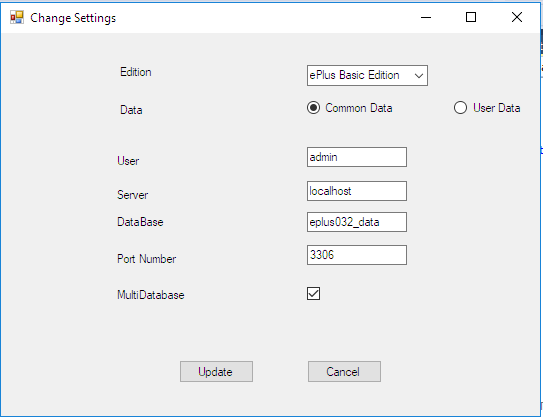 Change Settings
Edition ePlus Basic Edition
Data Common Data User Data
User admin
Server localhost
DataBase eplus032_data
Port Number 3306
MultiDatabase
Update Cancel